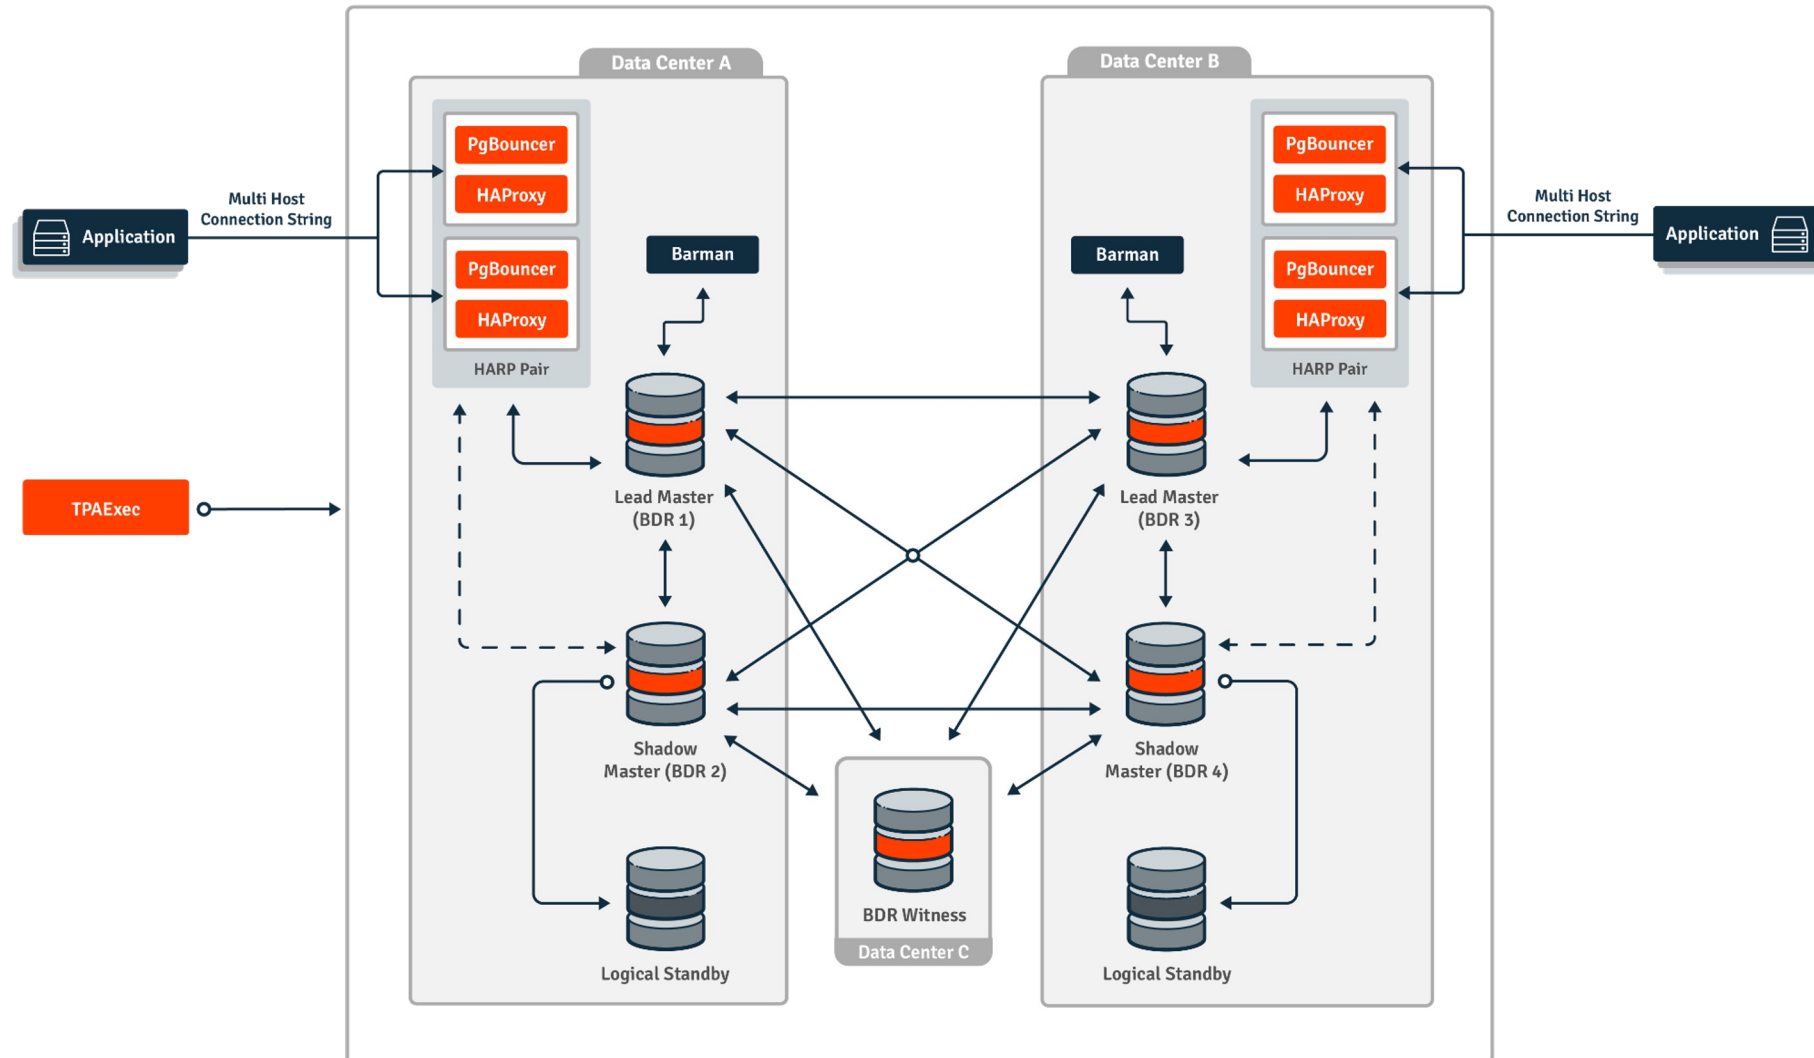 Data Center A
Data Center B
PgBouncer
HAProxy
PgBouncer
HAProxy
HARP Pair
PgBouncer
HAProxy
PgBouncer
HAProxy
HARP Pair
Multi Host
Connection String
Application
Multi Host
Connection String
Application
Barman
Barman
TPAExec
Lead Master
(BDR 1)
Lead Master
(BDR 3)
Shadow
Master (BDR 2)
Shadow
Master (BDR 4)
BDR Witness
Data Center C
Logical Standby
Logical Standby